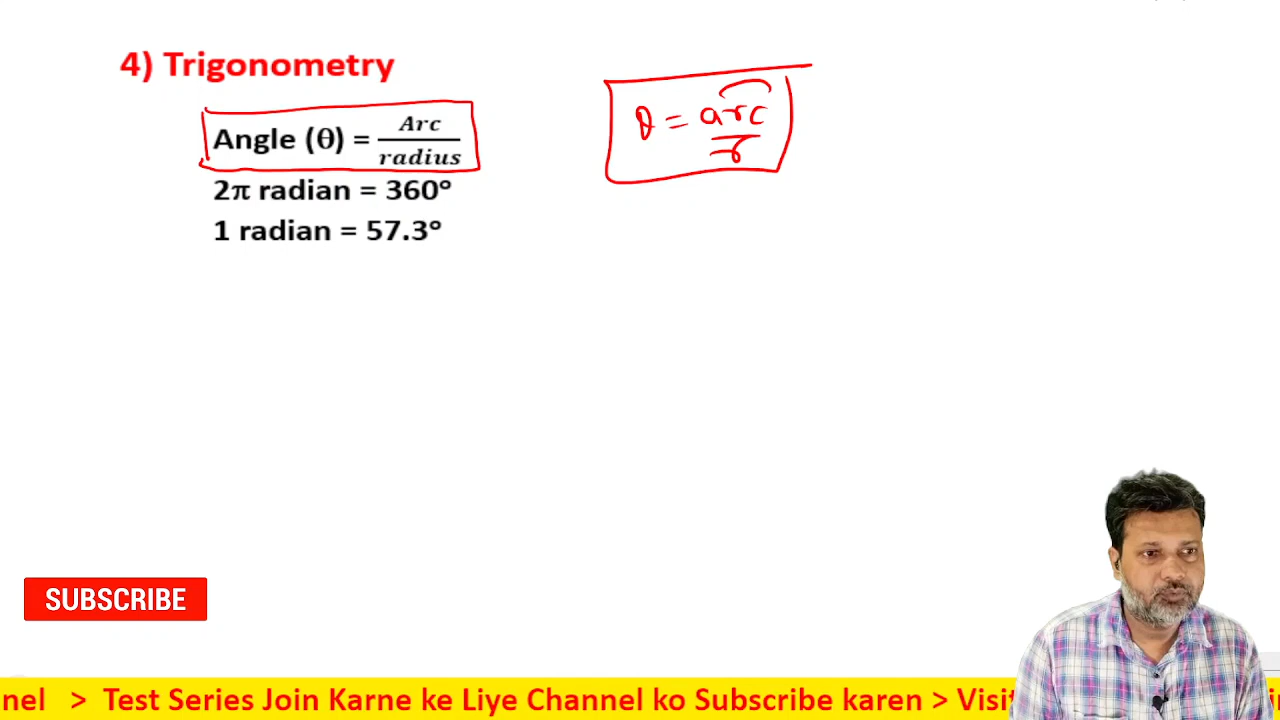 4) Trigonometry
Angle (θ) = Arc / radius
θ = arc / r
2π radian = 360°
1 radian = 57.3°
SUBSCRIBE
nnel > Test Series Join Karne ke Liye Channel ko Subscribe karen > Visit